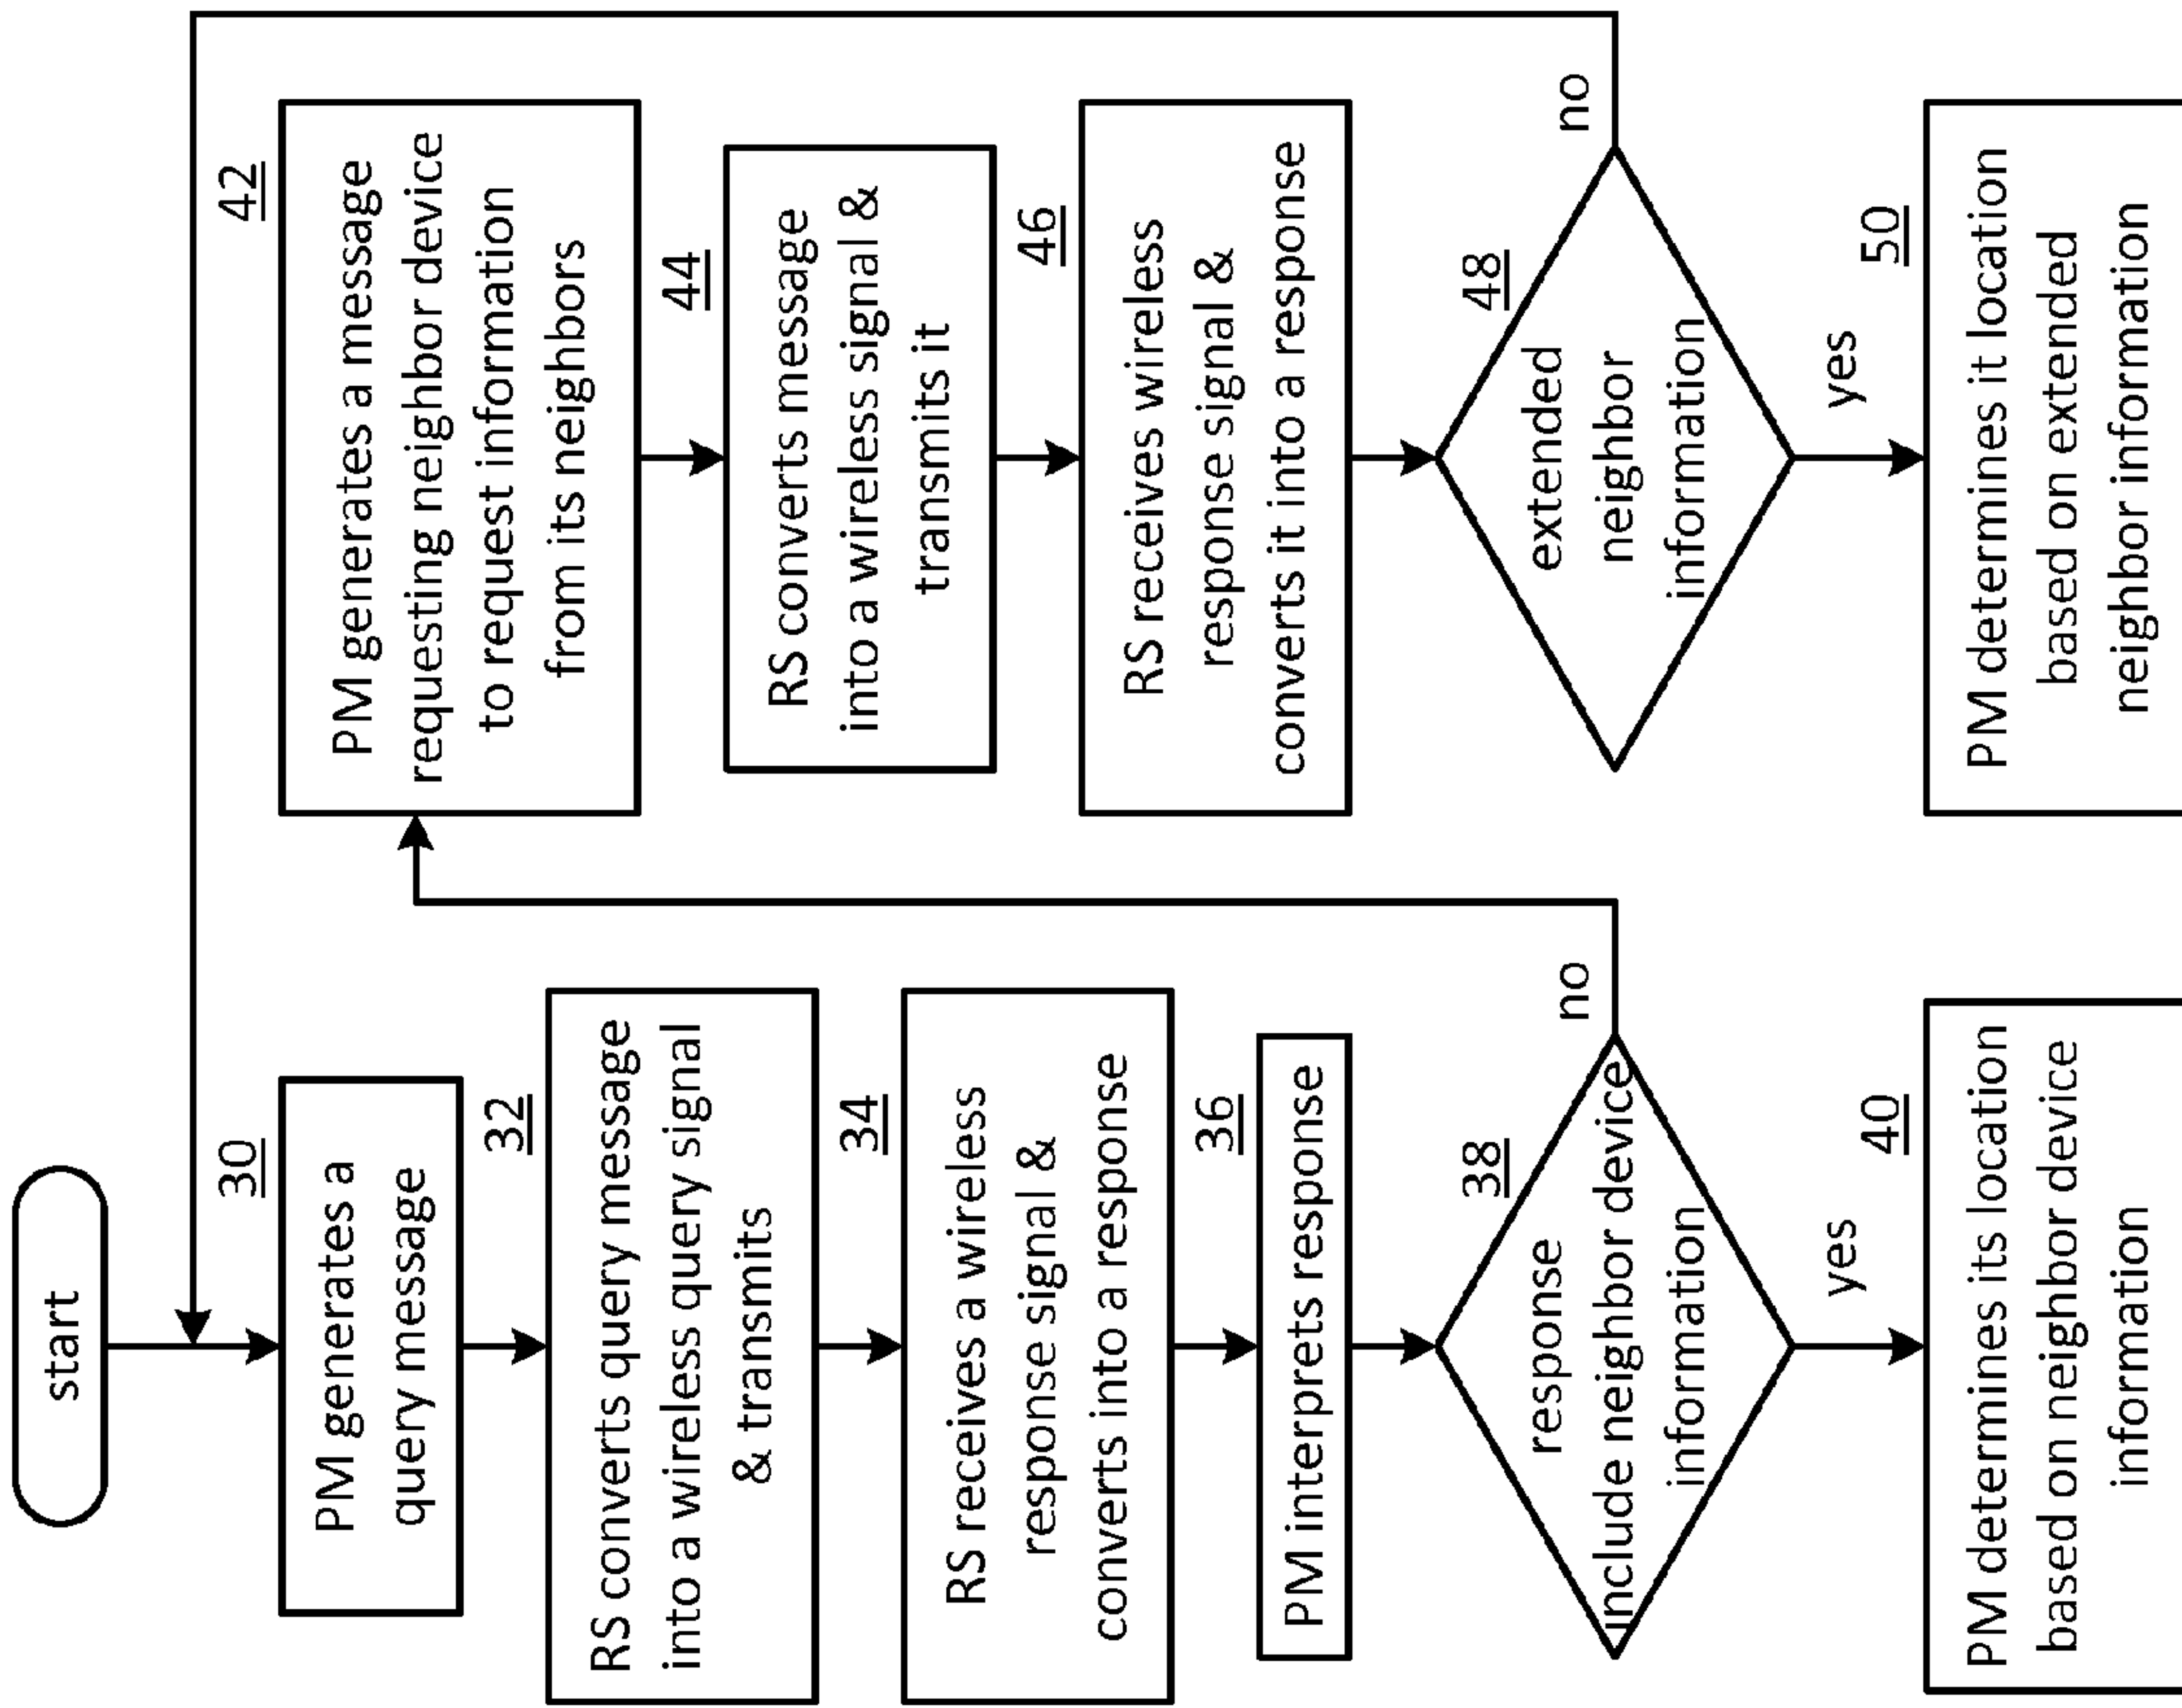 start
30
PM generates a
query message
32
RS converts query message
into a wireless query signal
& transmits
34
RS receives a wireless
response signal &
converts into a response
36
PM interprets response
38
response
include neighbor device
information
no
yes
40
PM determines its location
based on neighbor device
information
42
PM generates a message
requesting neighbor device
to request information
from its neighbors
44
RS converts message
into a wireless signal &
transmits it
46
RS receives wireless
response signal &
converts it into a response
48
extended
neighbor
information
no
yes
50
PM determines it location
based on extended
neighbor information